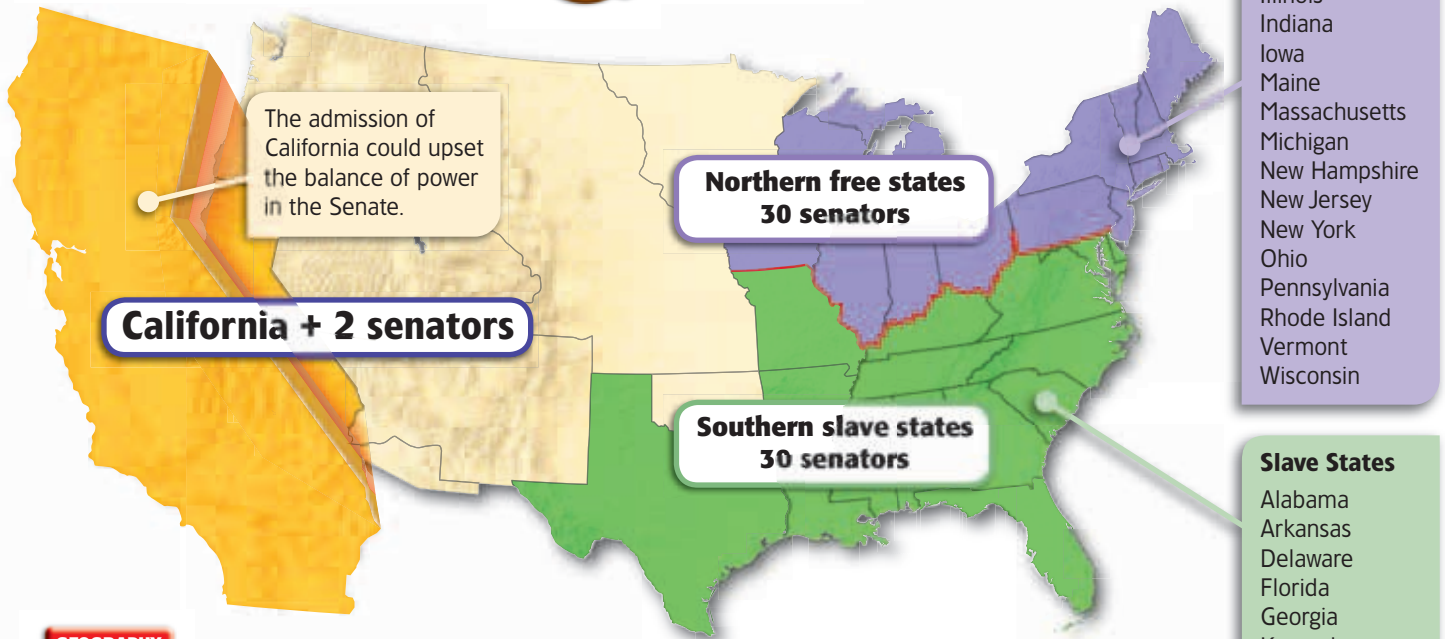 The admission of
California could upset
the balance of power
in the Senate.
California + 2 senators
Northern free states
30 senators
Southern slave states
30 senators
Illinois
Indiana
Iowa
Maine
Massachusetts
Michigan
New Hampshire
New Jersey
New York
Ohio
Pennsylvania
Rhode Island
Vermont
Wisconsin
Slave States
Alabama
Arkansas
Delaware
Florida
Georgia
GEOGRAPHY